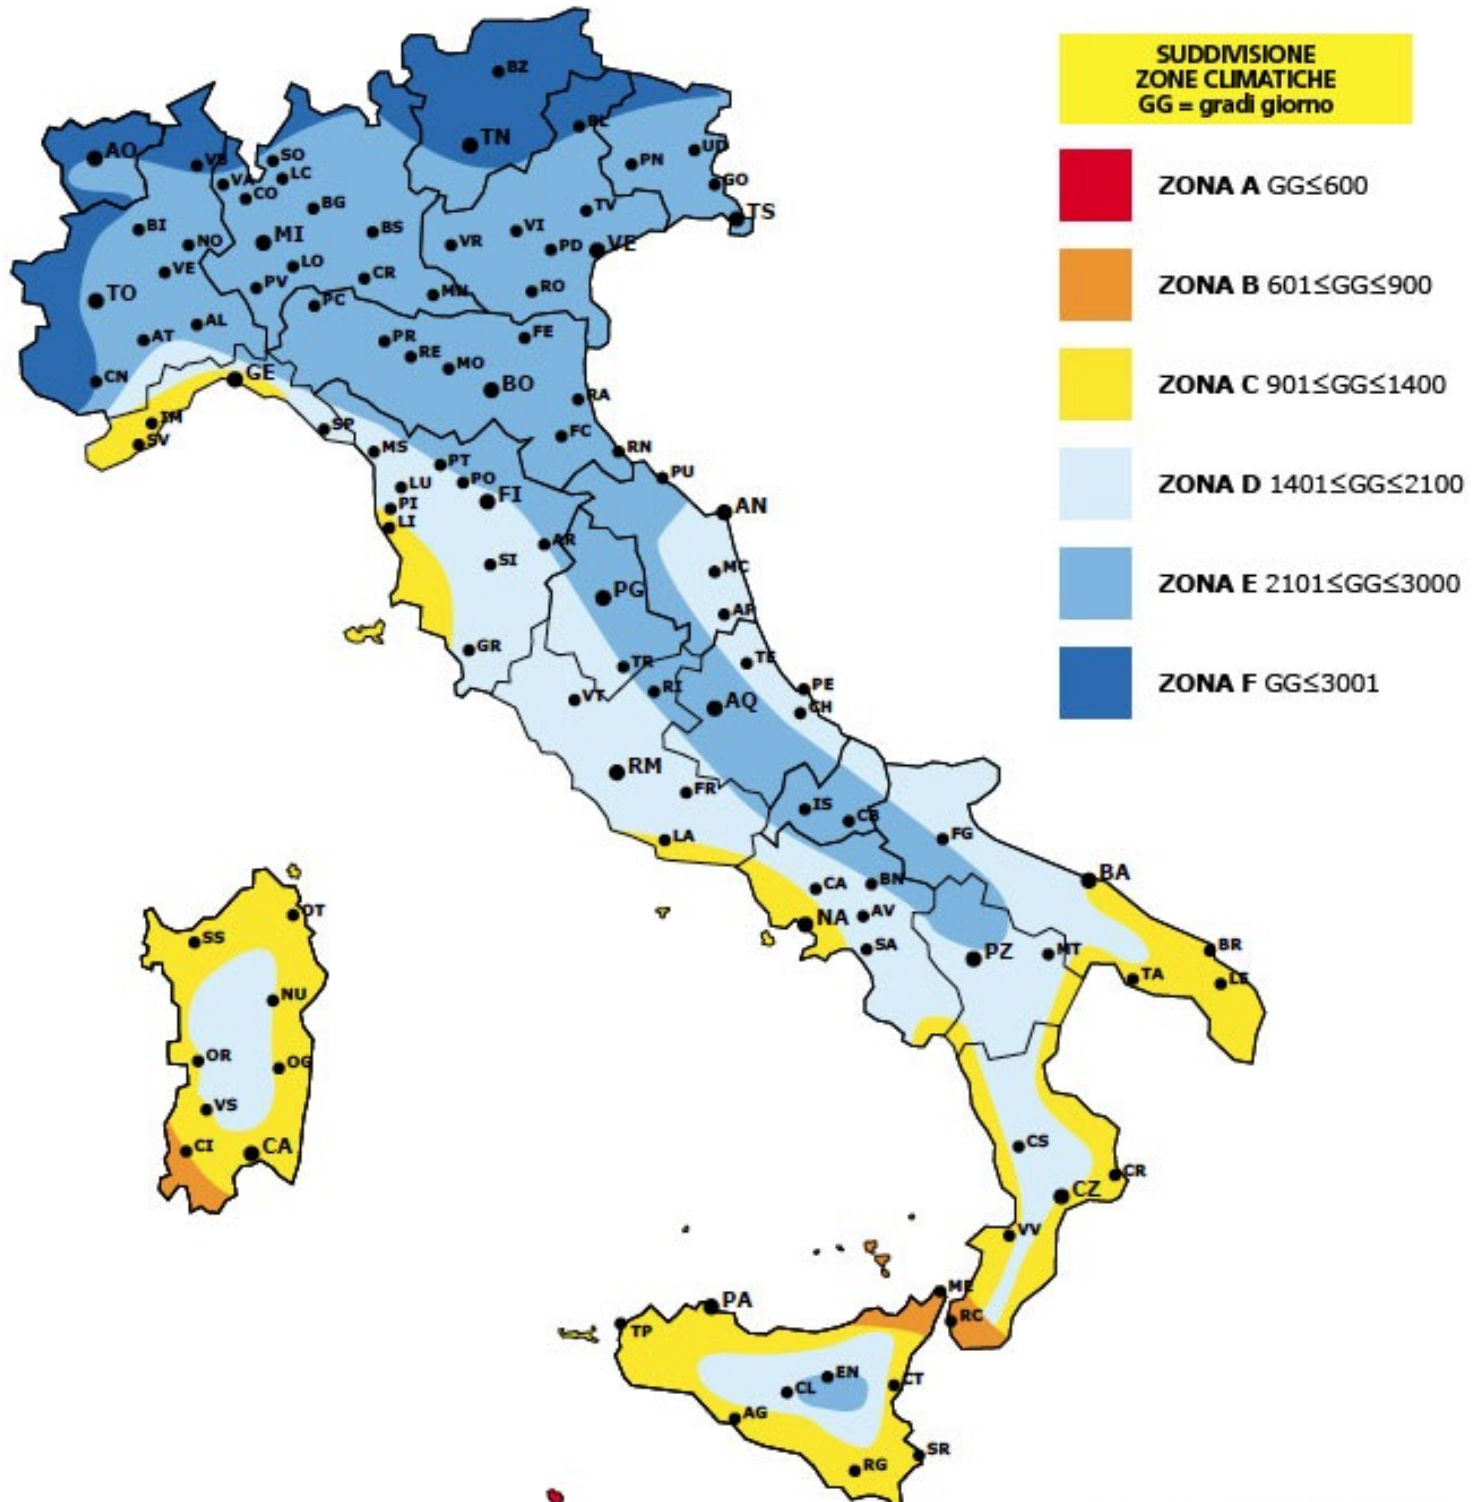 SUDDIVISIONE
ZONE CLIMATICHE
GG = gradi giorno
ZONA A GG≤600
ZONA B 601≤GG≤900
ZONA C 901≤GG≤1400
ZONA D 1401≤GG≤2100
ZONA E 2101≤GG≤3000
ZONA F GG≤3001
BZ
BL
TN
AO
VB
SO
LC
VA
CO
BG
UD
PN
GO
TS
TV
BI
NO
MI
BS
VR
VI
PD
VE
VE
LO
PV
CR
MN
RO
TO
PC
AT
AL
PR
RE
MO
FE
BO
CN
GE
RA
IM
SV
SP
MS
FC
RN
PT
PO
LU
FI
PU
PI
LI
AN
AR
SI
MC
PG
AP
GR
TR
TE
VT
RI
AQ
PE
CH
RM
FR
IS
CB
LA
FG
CA
BN
BA
NA
AV
SA
PZ
MT
BR
TA
LE
OT
SS
NU
OR
OG
VS
CI
CA
CS
CR
CZ
VV
ME
RC
PA
TP
EN
CL
CT
AG
SR
RG